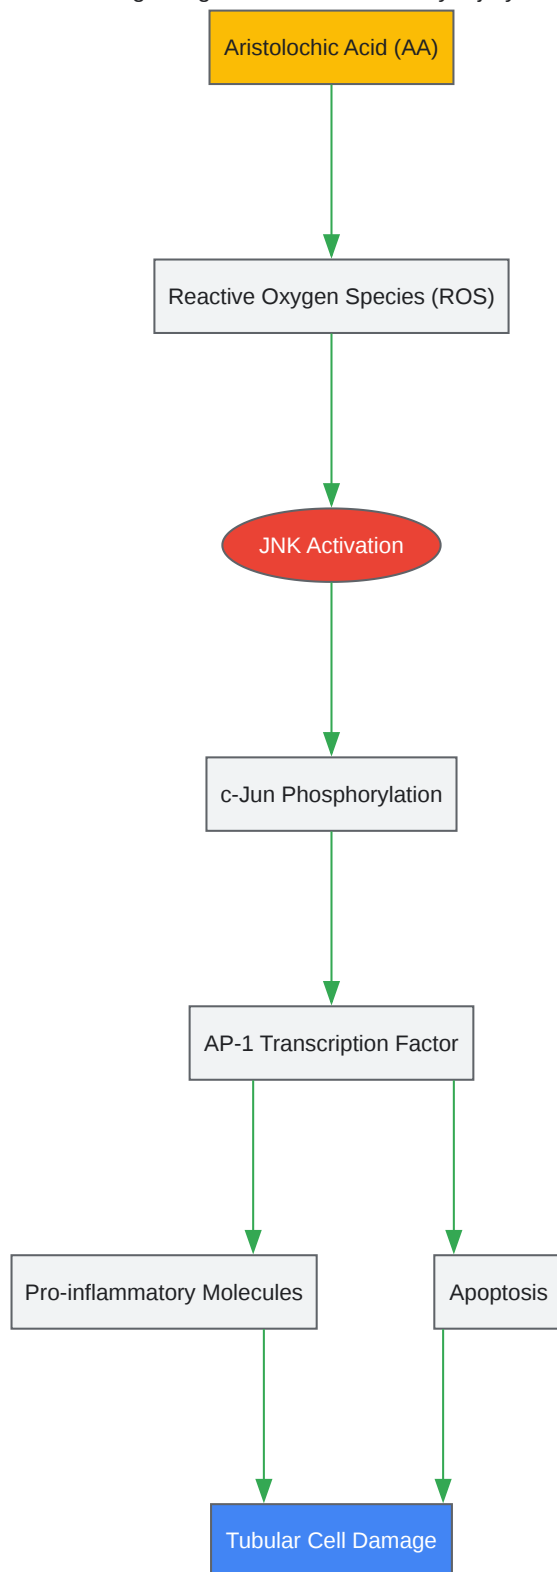 Aristolochic Acid (AA)
Reactive Oxygen Species (ROS)
JNK Activation
c-Jun Phosphorylation
AP-1 Transcription Factor
Pro-inflammatory Molecules
Apoptosis
Tubular Cell Damage